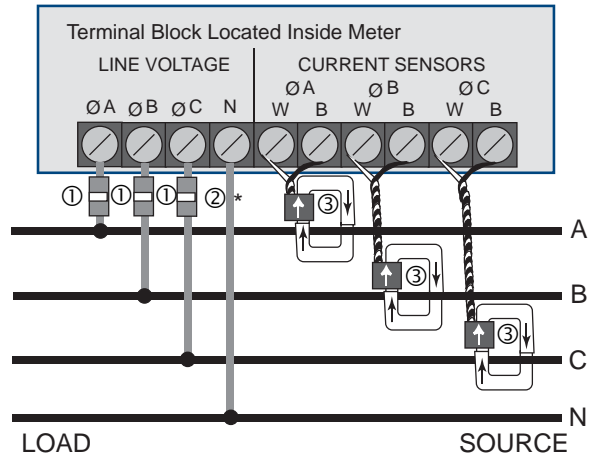 Terminal Block Located Inside Meter
LINE VOLTAGE
CURRENT SENSORS
ØA ØB ØC N
ØA ØB ØC
W B W B W B
① ① ① ② *
③
A
③
B
③
C
N
LOAD SOURCE